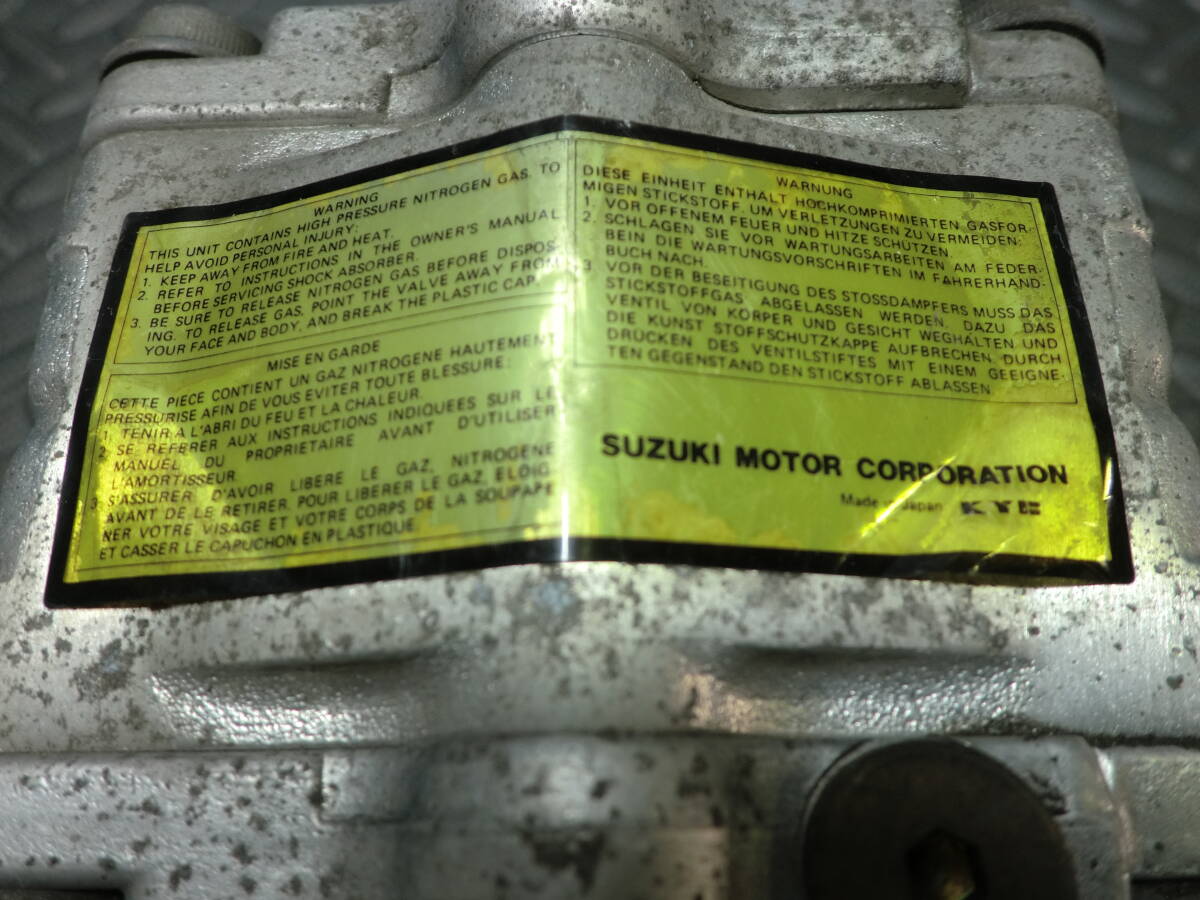 WARNING
THIS UNIT CONTAINS HIGH PRESSURE NITROGEN GAS. TO
HELP AVOID PERSONAL INJURY:
1. KEEP AWAY FROM FIRE AND HEAT.
2. REFER TO INSTRUCTIONS IN THE OWNER'S MANUAL
BEFORE SERVICING SHOCK ABSORBER.
3. BE SURE TO RELEASE NITROGEN GAS BEFORE DISPOS-
ING. TO RELEASE GAS, POINT THE VALVE AWAY FROM
YOUR FACE AND BODY, AND BREAK THE PLASTIC CAP.
MISE EN GARDE
CETTE PIECE CONTIENT UN GAZ NITROGENE HAUTEMENT
PRESSURISE AFIN DE VOUS EVITER TOUTE BLESSURE:
1. TENIR A L'ABRI DU FEU ET LA CHALEUR.
2. SE REFERER AUX INSTRUCTIONS INDIQUEES SUR LE
MANUEL DU PROPRIETAIRE AVANT D'UTILISER
L'AMORTISSEUR.
3. S'ASSURER D'AVOIR LIBERE LE GAZ, NITROGENE
AVANT DE LE RETIRER. POUR LIBERER LE GAZ, ELOIG-
NER VOTRE VISAGE ET VOTRE CORPS DE LA SOUPAPE
ET CASSER LE CAPUCHON EN PLASTIQUE.
WARNUNG
DIESE EINHEIT ENTHALT HOCHKOMPRIMIERTEN GASFOR-
MIGEN STICKSTOFF. UM VERLETZUNGEN ZU VERMEIDEN:
1. VOR OFFENEM FEUER UND HITZE SCHÜTZEN.
2. SCHLAGEN SIE VOR WARTUNGSARBEITEN AM FEDER-
BEIN DIE WARTUNGSVORSCHRIFTEN IM FAHRERHAND-
BUCH NACH.
3. VOR DER BESEITIGUNG DES STOSSDAMPFERS MUSS DAS
STICKSTOFFGAS ABGELASSEN WERDEN. DAZU DAS
VENTIL VON KORPER UND GESICHT WEGHALTEN UND
DIE KUNST STOFFSCHUTZKAPPE AUFBRECHEN. DURCH
DRÜCKEN DES VENTILSTIFTES MIT EINEM GEEIGNE-
TEN GEGENSTAND DEN STICKSTOFF ABLASSEN
SUZUKI MOTOR CORPORATION
Made in Japan KYB